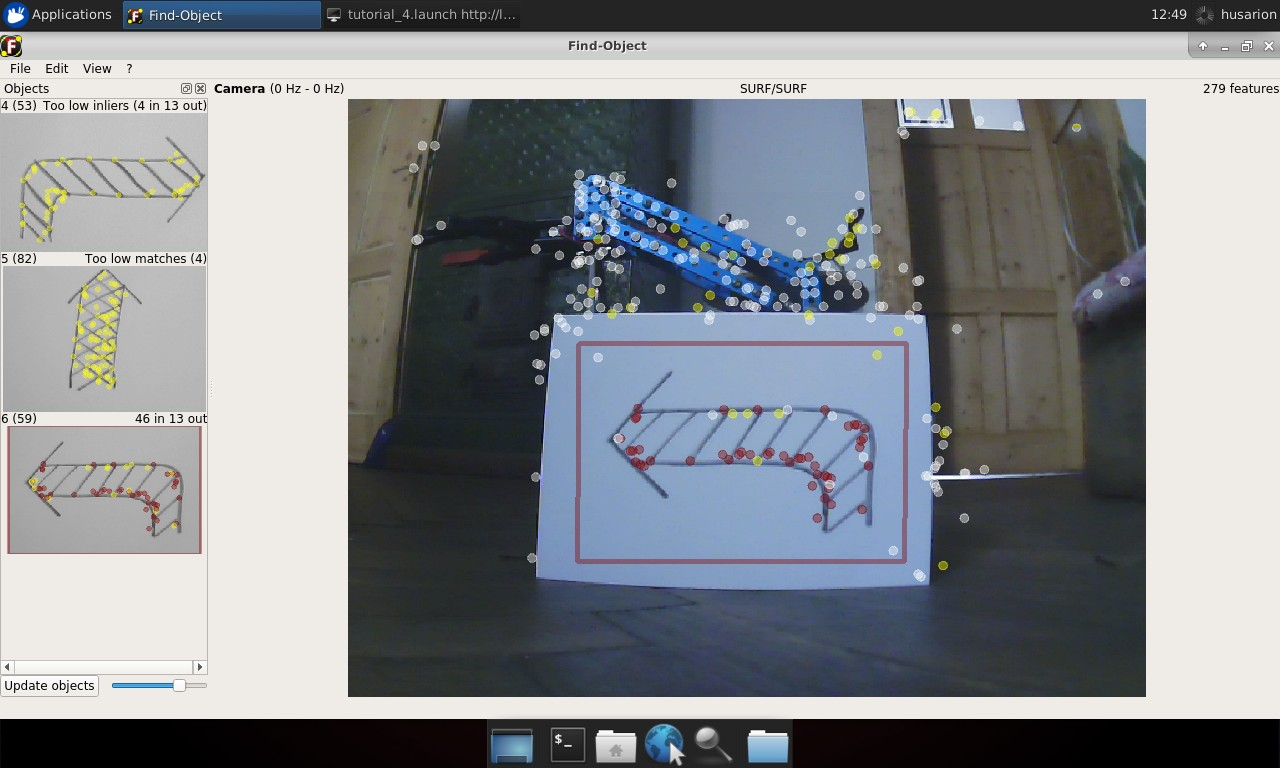 Applications
Find-Object
tutorial_4.launch http://l...
12:49
husarion
Find-Object
File Edit View ?
Objects
Camera (0 Hz - 0 Hz)
SURF/SURF
279 features
4 (53) Too low inliers (4 in 13 out)
5 (82) Too low matches (4)
6 (59) 46 in 13 out
Update objects
$_